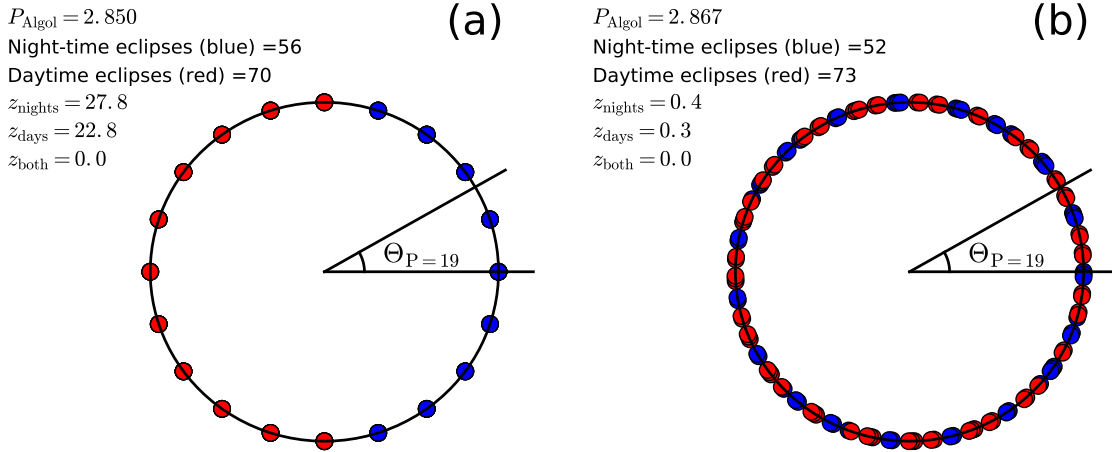 (a)
P_Algol = 2.850
Night-time eclipses (blue) =56
Daytime eclipses (red) =70
z_nights = 27.8
z_days = 22.8
z_both = 0.0
Θ_P = 19
(b)
P_Algol = 2.867
Night-time eclipses (blue) =52
Daytime eclipses (red) =73
z_nights = 0.4
z_days = 0.3
z_both = 0.0
Θ_P = 19